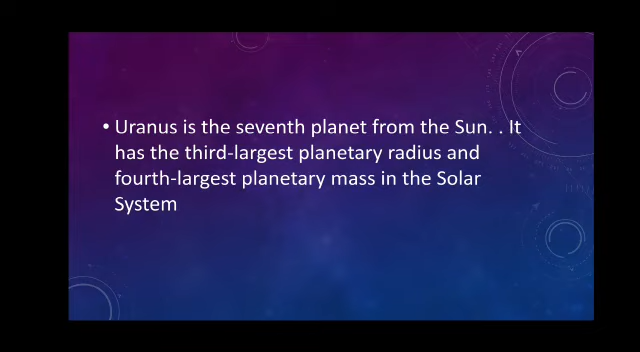 • Uranus is the seventh planet from the Sun. . It
has the third-largest planetary radius and
fourth-largest planetary mass in the Solar
System